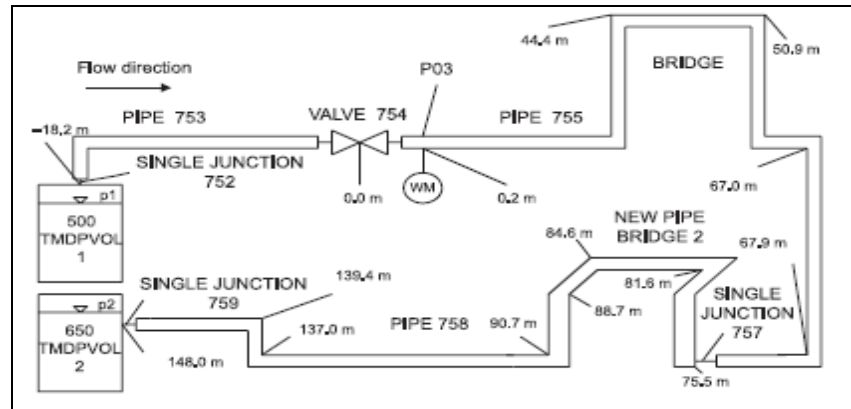 44.4 m
50.9 m
Flow direction
P03
BRIDGE
PIPE 753
VALVE 754
PIPE 755
–18.2 m
SINGLE JUNCTION
752
WM
0.0 m
0.2 m
67.0 m
p1
500
TMDPVOL
1
NEW PIPE
BRIDGE 2
84.6 m
67.9 m
SINGLE JUNCTION
759
139.4 m
81.6 m
SINGLE
JUNCTION
757
p2
650
TMDPVOL
2
137.0 m
PIPE 758
90.7 m
88.7 m
148.0 m
75.5 m